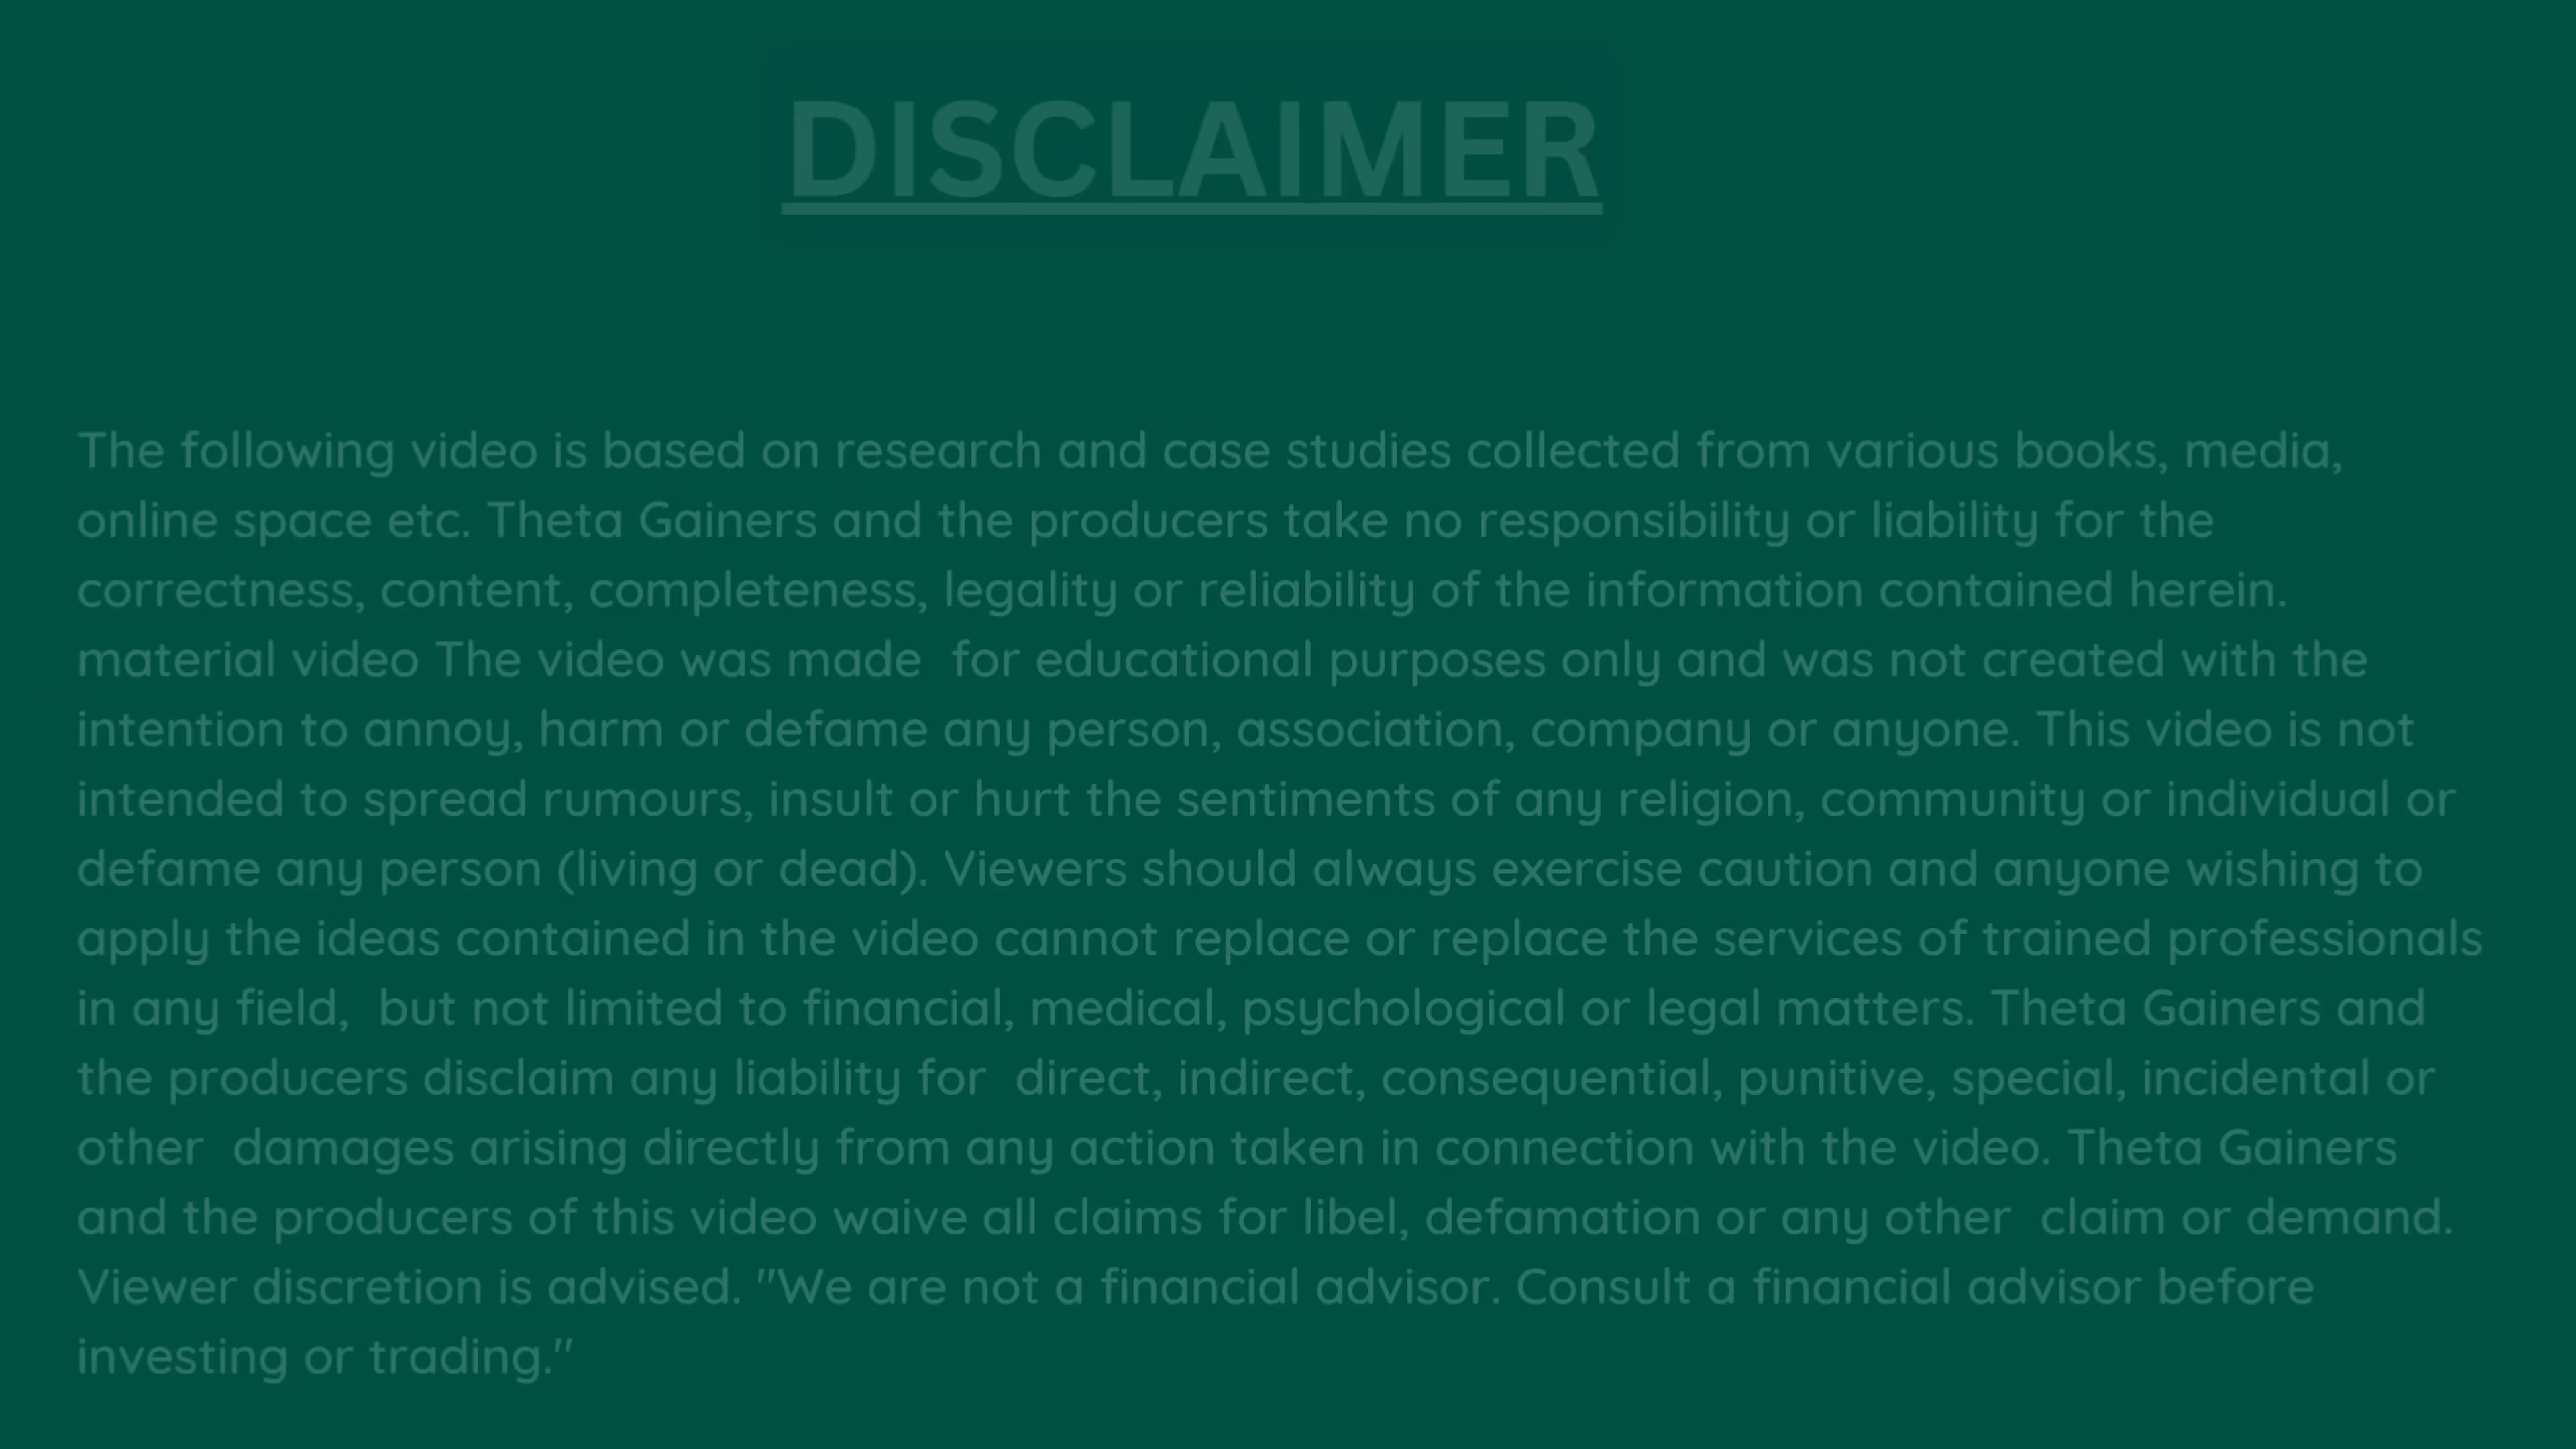 DISCLAIMER
The following video is based on research and case studies collected from various books, media,
online space etc. Theta Gainers and the producers take no responsibility or liability for the
correctness, content, completeness, legality or reliability of the information contained herein.
material video The video was made  for educational purposes only and was not created with the
intention to annoy, harm or defame any person, association, company or anyone. This video is not
intended to spread rumours, insult or hurt the sentiments of any religion, community or individual or
defame any person (living or dead). Viewers should always exercise caution and anyone wishing to
apply the ideas contained in the video cannot replace or replace the services of trained professionals
in any field,  but not limited to financial, medical, psychological or legal matters. Theta Gainers and
the producers disclaim any liability for  direct, indirect, consequential, punitive, special, incidental or
other  damages arising directly from any action taken in connection with the video. Theta Gainers
and the producers of this video waive all claims for libel, defamation or any other  claim or demand.
Viewer discretion is advised. "We are not a financial advisor. Consult a financial advisor before
investing or trading."